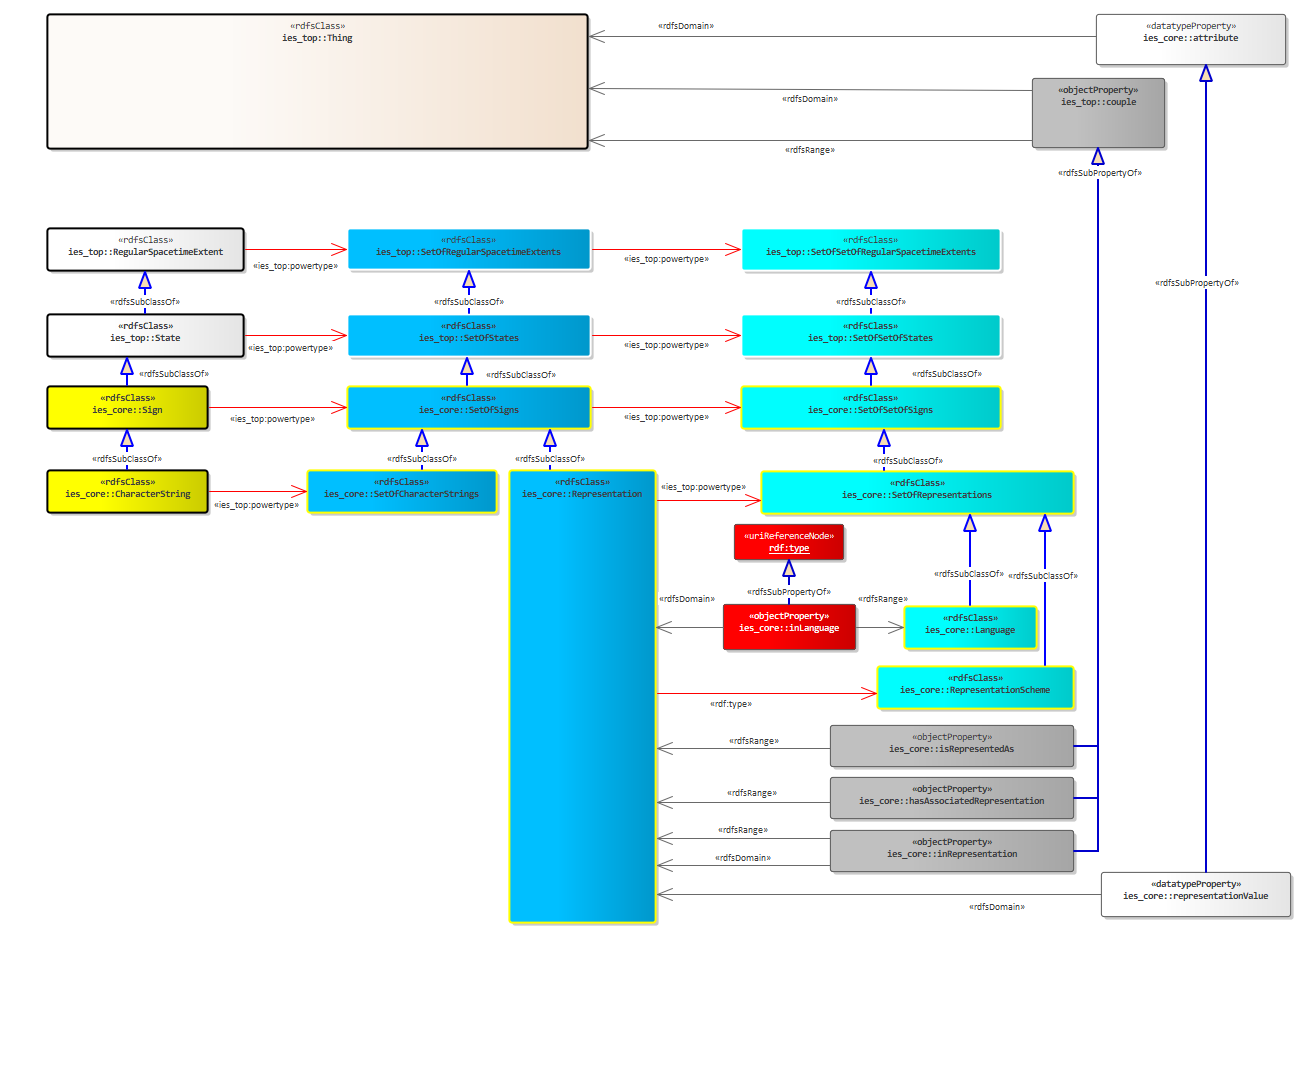 «rdfsClass»
ies_top::Thing
«rdfsDomain»
«datatypeProperty»
ies_core::attribute
«rdfsDomain»
«objectProperty»
ies_top::couple
«rdfsRange»
«rdfsSubPropertyOf»
«rdfsClass»
ies_top::RegularSpacetimeExtent
«ies_top:powertype»
«rdfsClass»
ies_top::SetOfRegularSpacetimeExtents
«ies_top:powertype»
«rdfsClass»
ies_top::SetOfSetOfRegularSpacetimeExtents
«rdfsSubPropertyOf»
«rdfsSubClassOf»
«rdfsSubClassOf»
«rdfsSubClassOf»
«rdfsClass»
ies_top::State
«ies_top:powertype»
«rdfsClass»
ies_top::SetOfStates
«ies_top:powertype»
«rdfsClass»
ies_top::SetOfSetOfStates
«rdfsSubClassOf»
«rdfsSubClassOf»
«rdfsSubClassOf»
«rdfsClass»
ies_core::Sign
«ies_top:powertype»
«rdfsClass»
ies_core::SetOfSigns
«ies_top:powertype»
«rdfsClass»
ies_core::SetOfSetOfSigns
«rdfsSubClassOf»
«rdfsSubClassOf»
«rdfsSubClassOf»
«rdfsSubClassOf»
«rdfsClass»
ies_core::CharacterString
«ies_top:powertype»
«rdfsClass»
ies_core::SetOfCharacterStrings
«rdfsClass»
ies_core::Representation
«ies_top:powertype»
«rdfsClass»
ies_core::SetOfRepresentations
«uriReferenceNode»
rdf:type
«rdfsSubClassOf»
«rdfsSubClassOf»
«rdfsSubPropertyOf»
«rdfsDomain»
«objectProperty»
ies_core::inLanguage
«rdfsRange»
«rdfsClass»
ies_core::Language
«rdfsClass»
ies_core::RepresentationScheme
«rdf:type»
«rdfsRange»
«objectProperty»
ies_core::isRepresentedAs
«rdfsRange»
«objectProperty»
ies_core::hasAssociatedRepresentation
«rdfsRange»
«objectProperty»
ies_core::inRepresentation
«rdfsDomain»
«datatypeProperty»
ies_core::representationValue
«rdfsDomain»